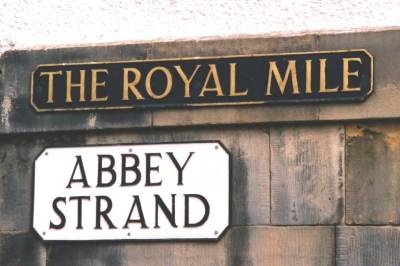 THE ROYAL MILE
ABBEY
STRAND